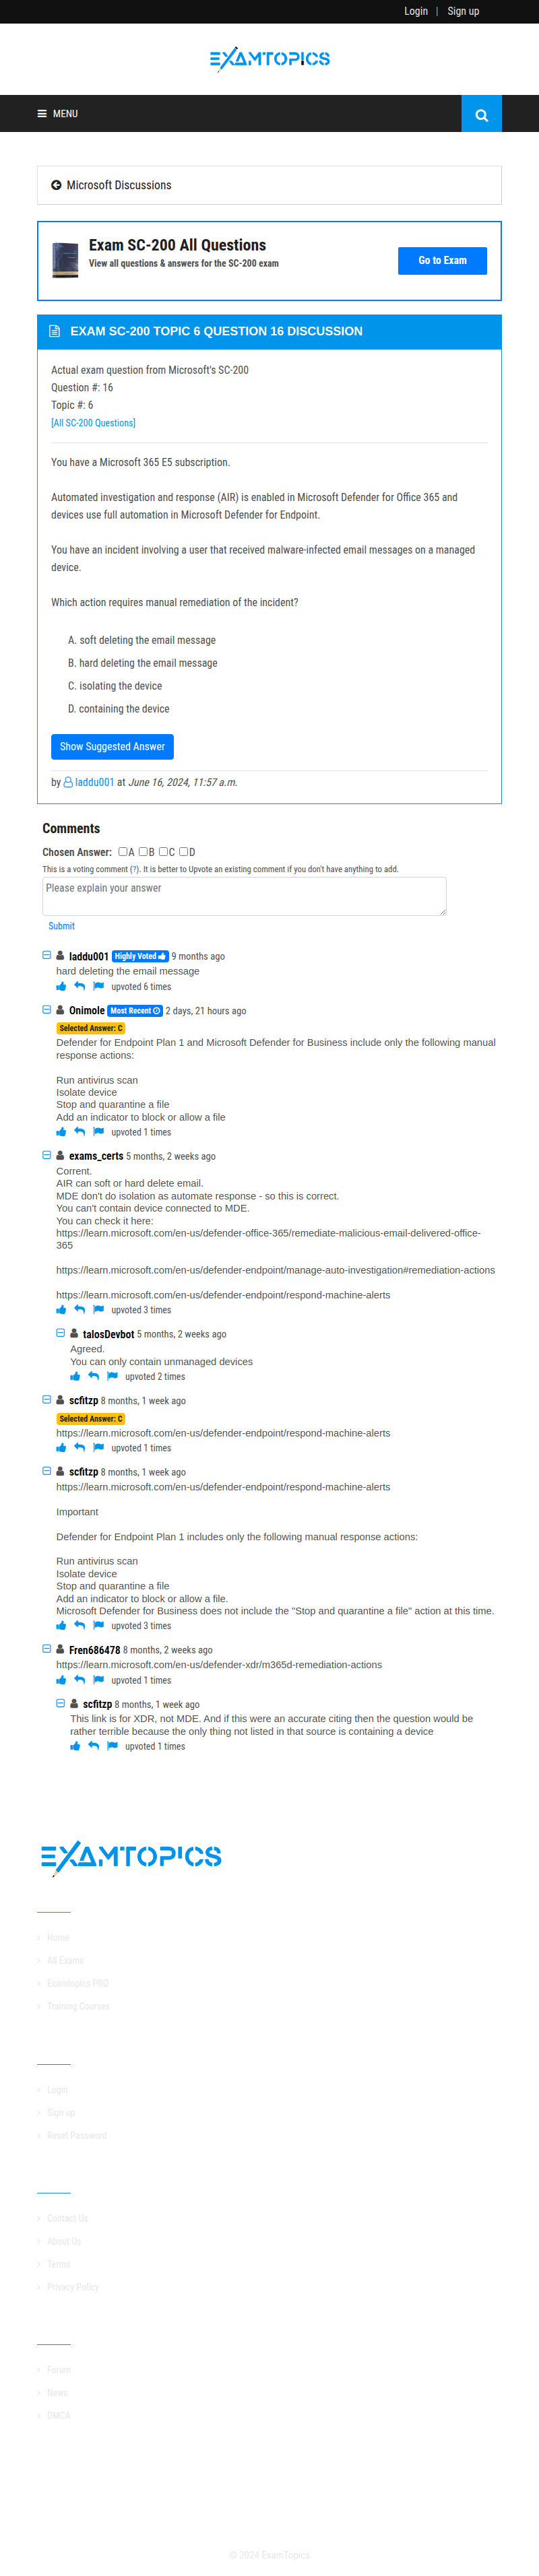 Login | Sign up
EXAMTOPICS
MENU
Microsoft Discussions
Exam SC-200 All Questions
View all questions & answers for the SC-200 exam
Go to Exam
EXAM SC-200 TOPIC 6 QUESTION 16 DISCUSSION
Actual exam question from Microsoft's SC-200
Question #: 16
Topic #: 6
[All SC-200 Questions]
You have a Microsoft 365 E5 subscription.
Automated investigation and response (AIR) is enabled in Microsoft Defender for Office 365 and
devices use full automation in Microsoft Defender for Endpoint.
You have an incident involving a user that received malware-infected email messages on a managed
device.
Which action requires manual remediation of the incident?
A. soft deleting the email message
B. hard deleting the email message
C. isolating the device
D. containing the device
Show Suggested Answer
by laddu001 at June 16, 2024, 11:57 a.m.
Comments
Chosen Answer: A B C D
This is a voting comment (?). It is better to Upvote an existing comment if you don't have anything to add.
Please explain your answer
Submit
laddu001 Highly Voted 9 months ago
hard deleting the email message
upvoted 6 times
Onimole Most Recent 2 days, 21 hours ago
Selected Answer: C
Defender for Endpoint Plan 1 and Microsoft Defender for Business include only the following manual
response actions:
Run antivirus scan
Isolate device
Stop and quarantine a file
Add an indicator to block or allow a file
upvoted 1 times
exams_certs 5 months, 2 weeks ago
Corrent.
AIR can soft or hard delete email.
MDE don't do isolation as automate response - so this is correct.
You can't contain device connected to MDE.
You can check it here:
https://learn.microsoft.com/en-us/defender-office-365/remediate-malicious-email-delivered-office-
365
https://learn.microsoft.com/en-us/defender-endpoint/manage-auto-investigation#remediation-actions
https://learn.microsoft.com/en-us/defender-endpoint/respond-machine-alerts
upvoted 3 times
talosDevbot 5 months, 2 weeks ago
Agreed.
You can only contain unmanaged devices
upvoted 2 times
scfitzp 8 months, 1 week ago
Selected Answer: C
https://learn.microsoft.com/en-us/defender-endpoint/respond-machine-alerts
upvoted 1 times
scfitzp 8 months, 1 week ago
https://learn.microsoft.com/en-us/defender-endpoint/respond-machine-alerts
Important
Defender for Endpoint Plan 1 includes only the following manual response actions:
Run antivirus scan
Isolate device
Stop and quarantine a file
Add an indicator to block or allow a file.
Microsoft Defender for Business does not include the "Stop and quarantine a file" action at this time.
upvoted 3 times
Fren686478 8 months, 2 weeks ago
https://learn.microsoft.com/en-us/defender-xdr/m365d-remediation-actions
upvoted 1 times
scfitzp 8 months, 1 week ago
This link is for XDR, not MDE. And if this were an accurate citing then the question would be
rather terrible because the only thing not listed in that source is containing a device
upvoted 1 times
EXAMTOPICS
Home
All Exams
Examtopics PRO
Training Courses
Login
Sign up
Reset Password
Contact Us
About Us
Terms
Privacy Policy
Forum
News
DMCA
© 2024 ExamTopics